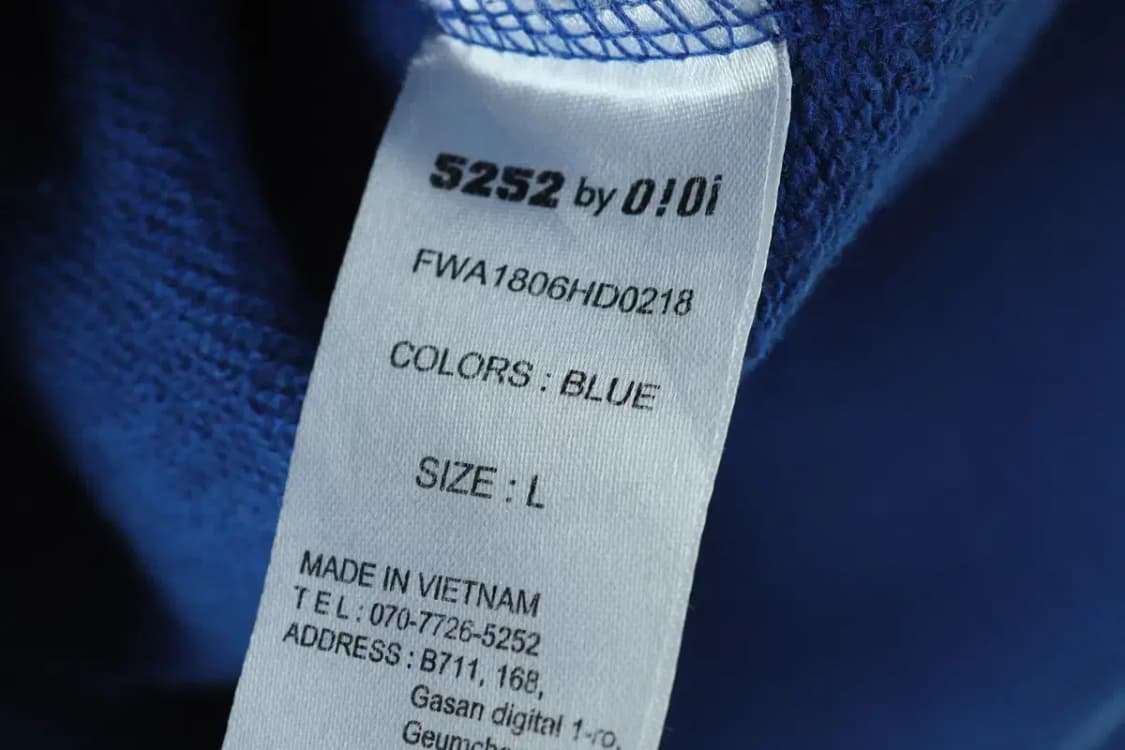 5252 by O!Oi
FWA1806HD0218
COLORS : BLUE
SIZE : L
MADE IN VIETNAM
T E L : 070-7726-5252
ADDRESS : B711, 168,
Gasan digital 1-ro,